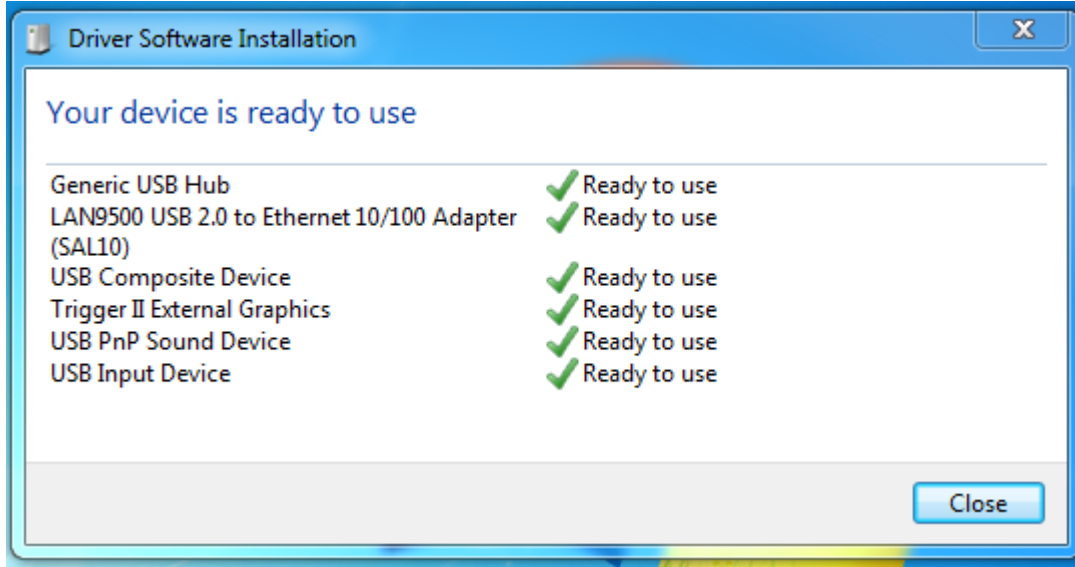 Driver Software Installation
Your device is ready to use
Generic USB Hub Ready to use
LAN9500 USB 2.0 to Ethernet 10/100 Adapter Ready to use
(SAL10)
USB Composite Device Ready to use
Trigger II External Graphics Ready to use
USB PnP Sound Device Ready to use
USB Input Device Ready to use
Close